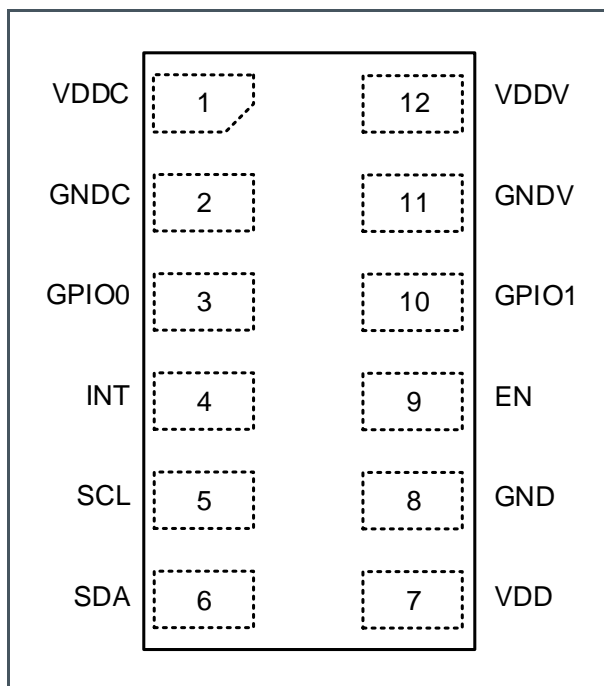 VDDC 1 12 VDDV
GNDC 2 11 GNDV
GPIO0 3 10 GPIO1
INT 4 9 EN
SCL 5 8 GND
SDA 6 7 VDD